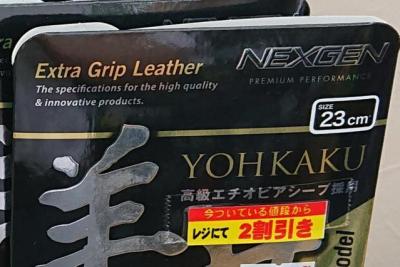 NEXGEN
PREMIUM PERFORMANCE
Extra Grip Leather
The specifications for the high quality
& innovative products.
SIZE
23cm
YOHKAKU
高級エチオピアシープ採用
今ついている値段から
レジにて 2割引き